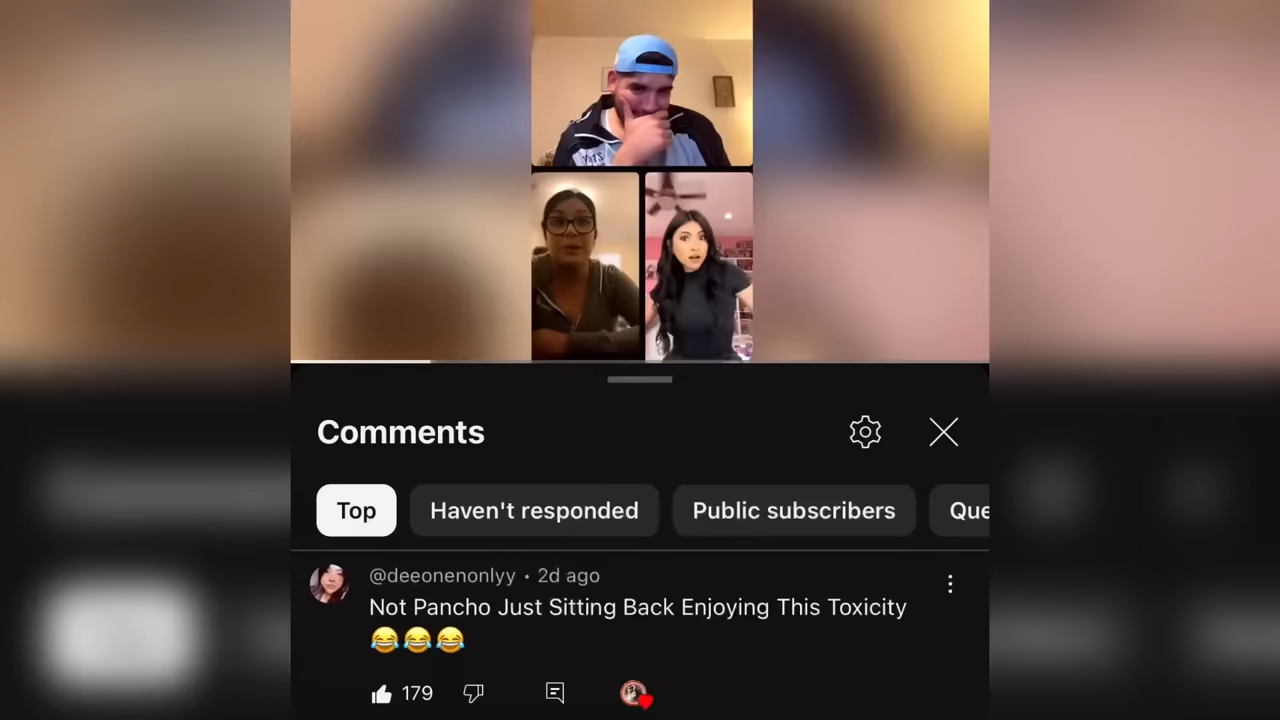 Comments
Top
Haven't responded
Public subscribers
Que
@deeonenonlyy • 2d ago
Not Pancho Just Sitting Back Enjoying This Toxicity
😂😂😂
179